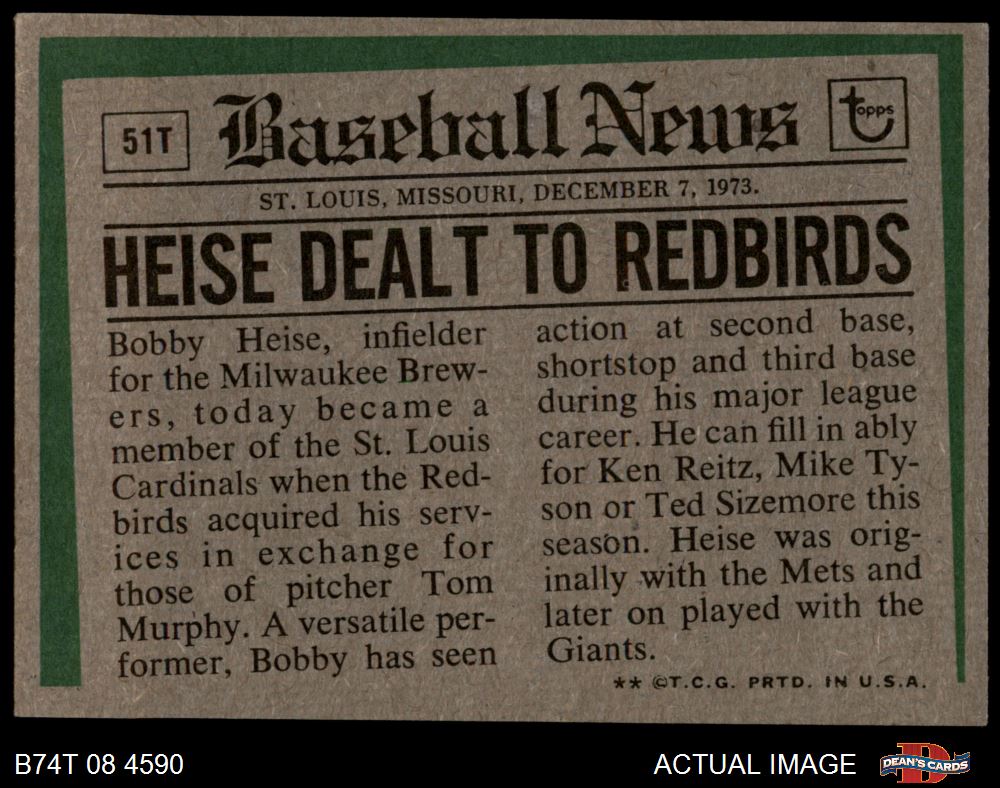 51T
Baseball News
topps
ST. LOUIS, MISSOURI, DECEMBER 7, 1973.
HEISE DEALT TO REDBIRDS
Bobby Heise, infielder
for the Milwaukee Brew-
ers, today became a
member of the St. Louis
Cardinals when the Red-
birds acquired his serv-
ices in exchange for
those of pitcher Tom
Murphy. A versatile per-
former, Bobby has seen
action at second base,
shortstop and third base
during his major league
career. He can fill in ably
for Ken Reitz, Mike Ty-
son or Ted Sizemore this
season. Heise was orig-
inally with the Mets and
later on played with the
Giants.
** ©T.C.G. PRTD. IN U.S.A.
B74T 08 4590
ACTUAL IMAGE
DEAN'S CARDS